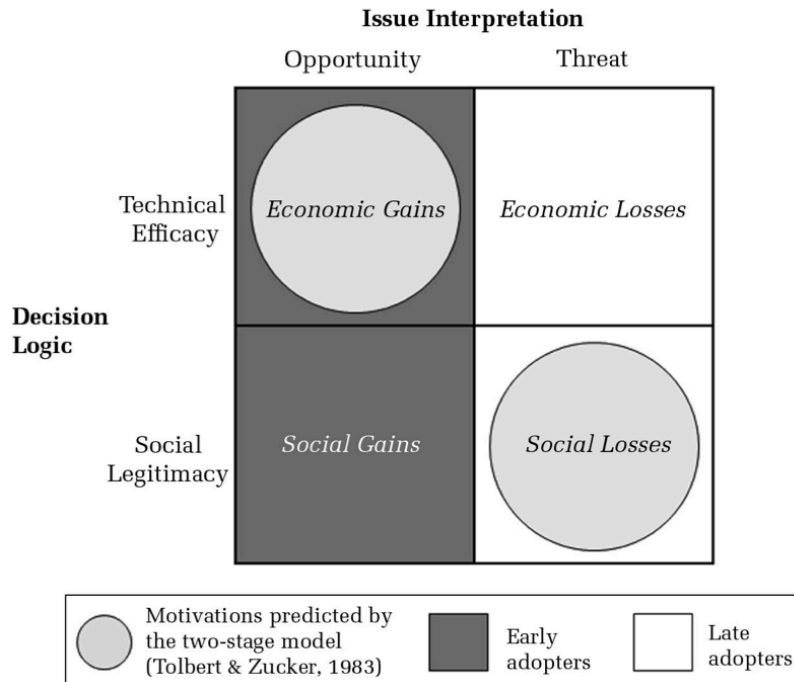 Issue Interpretation
Opportunity
Threat
Technical
Efficacy
Economic Gains
Economic Losses
Decision
Logic
Social
Legitimacy
Social Gains
Social Losses
Motivations predicted by
the two-stage model
(Tolbert & Zucker, 1983)
Early
adopters
Late
adopters